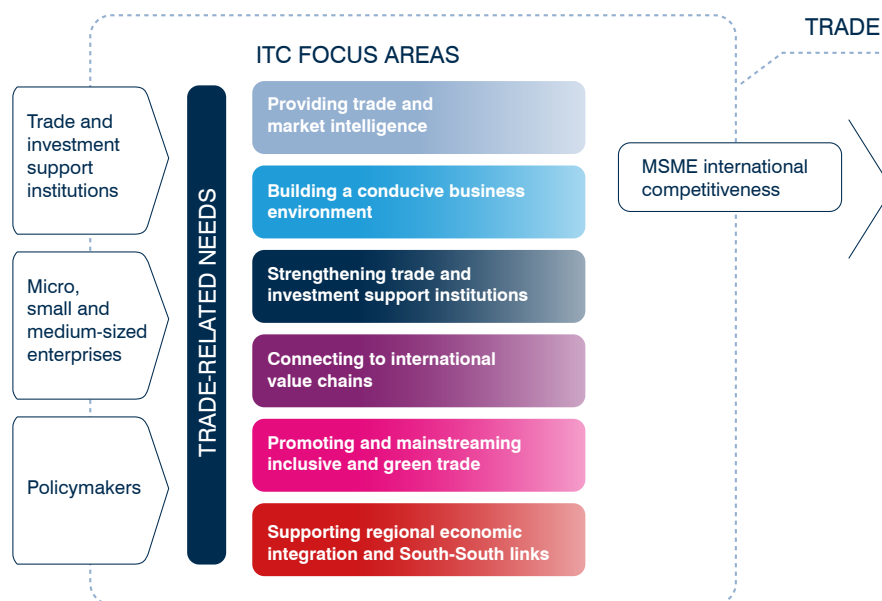 TRADE
ITC FOCUS AREAS
Trade and
investment
support
institutions
Micro,
small and
medium-sized
enterprises
Policymakers
TRADE-RELATED NEEDS
Providing trade and
market intelligence
Building a conducive business
environment
Strengthening trade and
investment support institutions
Connecting to international
value chains
Promoting and mainstreaming
inclusive and green trade
Supporting regional economic
integration and South-South links
MSME international
competitiveness